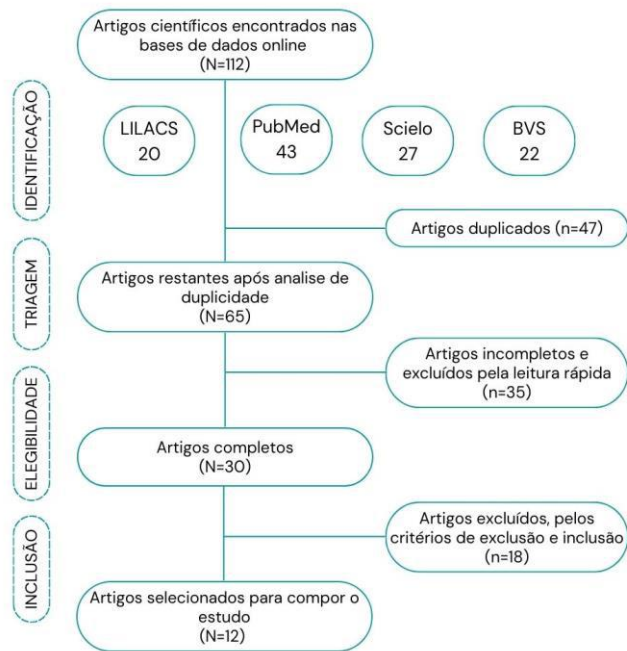 Artigos científicos encontrados nas
bases de dados online
(N=112)
IDENTIFICAÇÃO
LILACS
20
PubMed
43
Scielo
27
BVS
22
Artigos duplicados (n=47)
TRIAGEM
Artigos restantes após analise de
duplicidade
(N=65)
Artigos incompletos e
excluídos pela leitura rápida
(n=35)
ELEGIBILIDADE
Artigos completos
(N=30)
Artigos excluídos, pelos
critérios de exclusão e inclusão
(n=18)
INCLUSÃO
Artigos selecionados para compor o
estudo
(N=12)